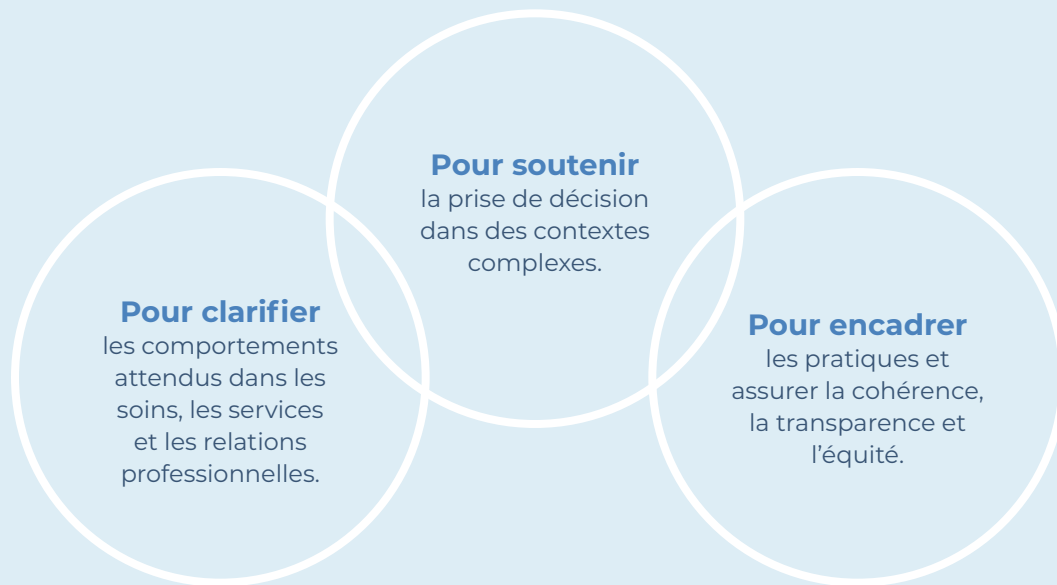 Pour clarifier
les comportements
attendus dans les
soins, les services
et les relations
professionnelles.
Pour soutenir
la prise de décision
dans des contextes
complexes.
Pour encadrer
les pratiques et
assurer la cohérence,
la transparence et
l’équité.